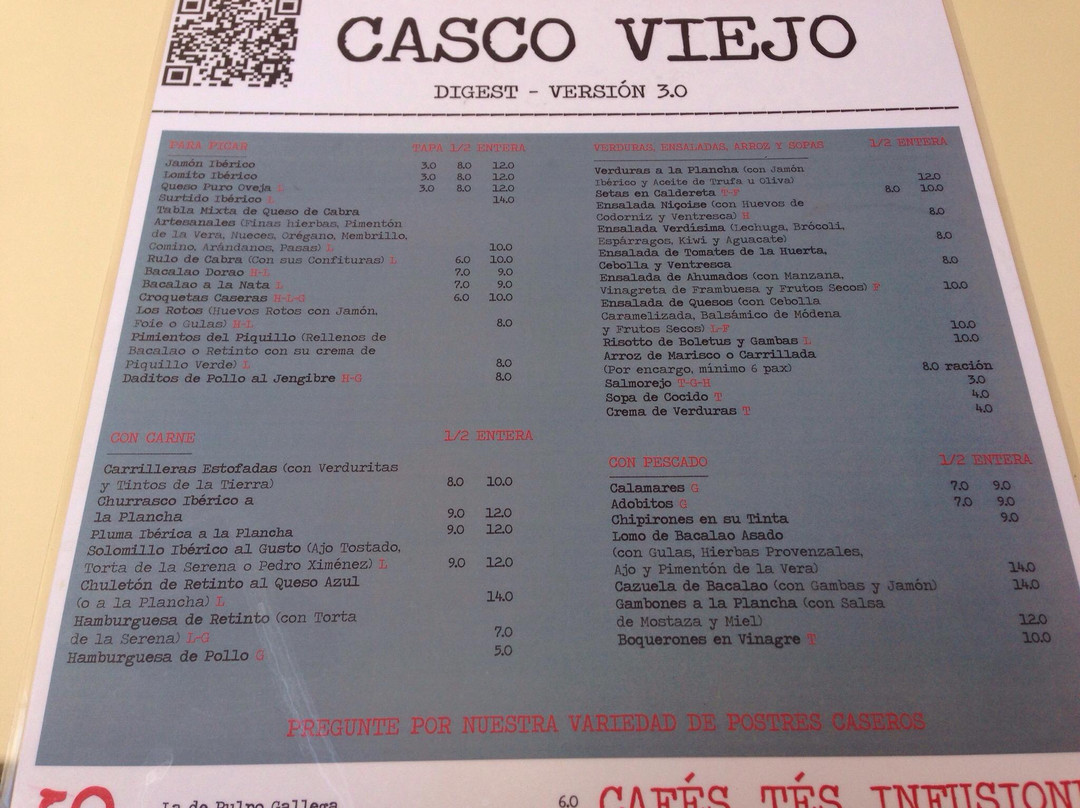 CASCO VIEJO
DIGEST - VERSIÓN 3.0
PARA PICAR TAPA 1/2 ENTERA
Jamón Ibérico 3.0 8.0 12.0
Lomito Ibérico 3.0 8.0 12.0
Queso Puro Oveja L 3.0 8.0 12.0
Surtido Ibérico L 14.0
Tabla Mixta de Queso de Cabra
Artesanales (Finas hierbas, Pimentón
de la Vera, Nueces, Orégano, Membrillo,
Comino, Arándanos, Pasas) L 10.0
Rulo de Cabra (Con sus Confituras) L 6.0 10.0
Bacalao Dorao H-L 7.0 9.0
Bacalao a la Nata L 7.0 9.0
Croquetas Caseras H-L-G 6.0 10.0
Los Rotos (Huevos Rotos con Jamón,
Foie o Gulas) H-L 8.0
Pimientos del Piquillo (Rellenos de
Bacalao o Retinto con su crema de
Piquillo Verde) L 8.0
Daditos de Pollo al Jengibre H-G 8.0
VERDURAS, ENSALADAS, ARROZ Y SOPAS 1/2 ENTERA
Verduras a la Plancha (con Jamón
Ibérico y Aceite de Trufa u Oliva) 12.0
Setas en Caldereta T-F 8.0 10.0
Ensalada Niçoise (con Huevos de
Codorniz y Ventresca) H 8.0
Ensalada Verdísima (Lechuga, Brócoli,
Espárragos, Kiwi y Aguacate) 8.0
Ensalada de Tomates de la Huerta,
Cebolla y Ventresca 8.0
Ensalada de Ahumados (con Manzana,
Vinagreta de Frambuesa y Frutos Secos) F 10.0
Ensalada de Quesos (con Cebolla
Caramelizada, Balsámico de Módena
y Frutos Secos) L-F 10.0
Risotto de Boletus y Gambas L 10.0
Arroz de Marisco o Carrillada
(Por encargo, mínimo 6 pax) 8.0 ración
Salmorejo T-G-H 3.0
Sopa de Cocido T 4.0
Crema de Verduras T 4.0
CON CARNE 1/2 ENTERA
Carrilleras Estofadas (con Verduritas
y Tintos de la Tierra) 8.0 10.0
Churrasco Ibérico a
la Plancha 9.0 12.0
Pluma Ibérica a la Plancha 9.0 12.0
Solomillo Ibérico al Gusto (Ajo Tostado,
Torta de la Serena o Pedro Ximénez) L 9.0 12.0
Chuletón de Retinto al Queso Azul
(o a la Plancha) L 14.0
Hamburguesa de Retinto (con Torta
de la Serena) L-G 7.0
Hamburguesa de Pollo G 5.0
CON PESCADO 1/2 ENTERA
Calamares G 7.0 9.0
Adobitos G 7.0 9.0
Chipirones en su Tinta 9.0
Lomo de Bacalao Asado
(con Gulas, Hierbas Provenzales,
Ajo y Pimentón de la Vera) 14.0
Cazuela de Bacalao (con Gambas y Jamón) 14.0
Gambones a la Plancha (con Salsa
de Mostaza y Miel) 12.0
Boquerones en Vinagre T 10.0
PREGUNTE POR NUESTRA VARIEDAD DE POSTRES CASEROS
La de Pulpo Gallega 6.0
CAFÉS TÉS INFUSION